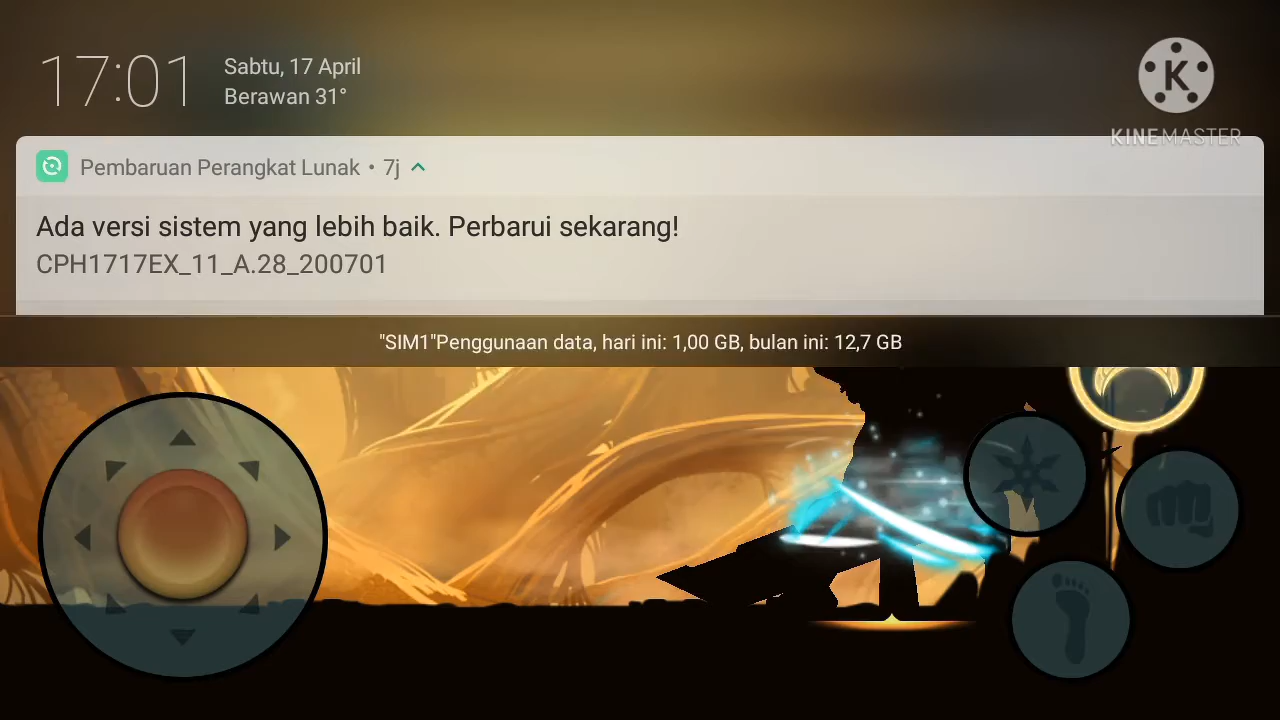 17:01
Sabtu, 17 April
Berawan 31°
K
KINEMASTER
Pembaruan Perangkat Lunak • 7j
Ada versi sistem yang lebih baik. Perbarui sekarang!
CPH1717EX_11_A.28_200701
"SIM1"Penggunaan data, hari ini: 1,00 GB, bulan ini: 12,7 GB